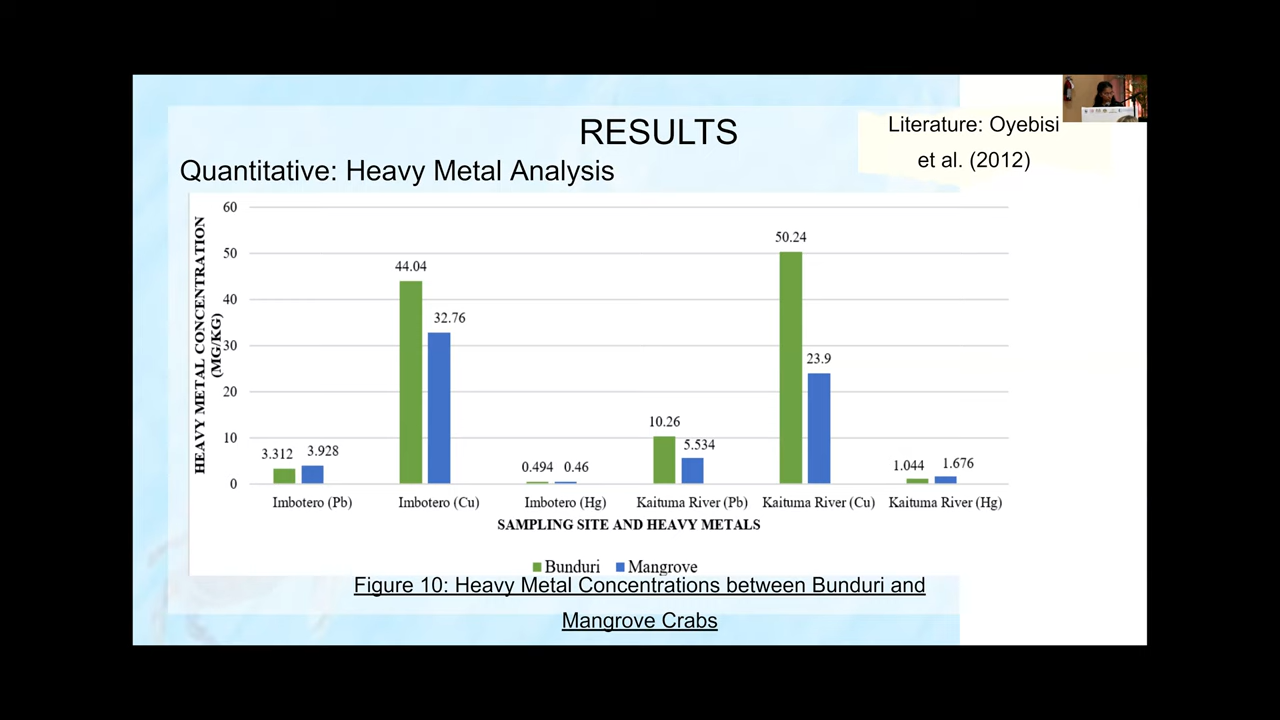 RESULTS
Literature: Oyebisi
et al. (2012)
Quantitative: Heavy Metal Analysis
HEAVY METAL CONCENTRATION
(MG/KG)
60
50
40
30
20
10
0
3.312
3.928
44.04
32.76
0.494
0.46
10.26
5.534
50.24
23.9
1.044
1.676
Imbotero (Pb)
Imbotero (Cu)
Imbotero (Hg)
Kaituma River (Pb)
Kaituma River (Cu)
Kaituma River (Hg)
SAMPLING SITE AND HEAVY METALS
Bunduri
Mangrove
Figure 10: Heavy Metal Concentrations between Bunduri and
Mangrove Crabs